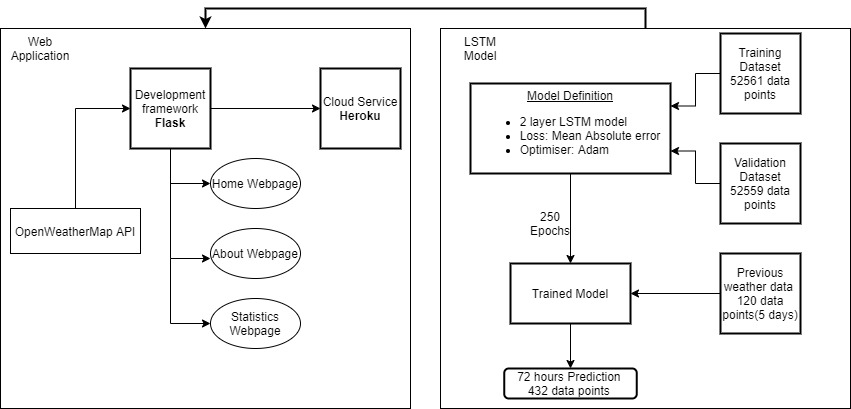 Web
Application
Development
framework
Flask
Cloud Service
Heroku
Home Webpage
OpenWeatherMap API
About Webpage
Statistics
Webpage
LSTM
Model
Training
Dataset
52561 data
points
Model Definition
2 layer LSTM model
Loss: Mean Absolute error
Optimiser: Adam
Validation
Dataset
52559 data
points
250
Epochs
Trained Model
Previous
weather data
120 data
points(5 days)
72 hours Prediction
432 data points